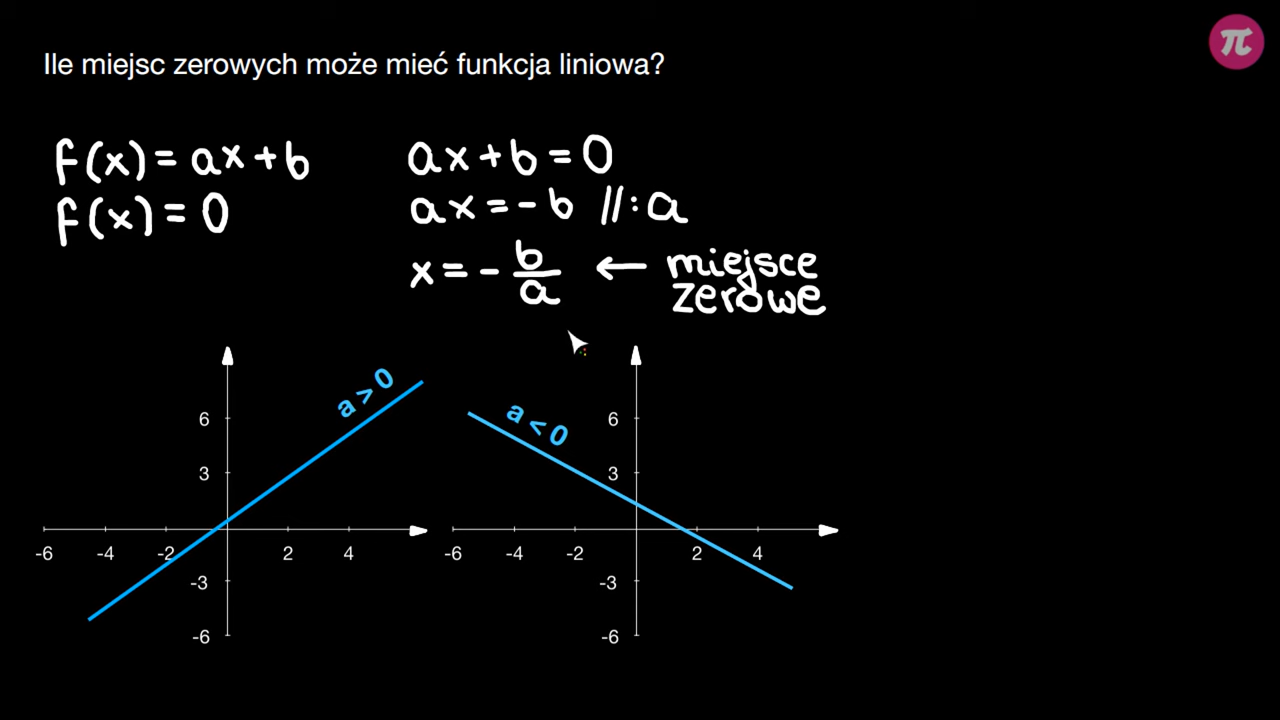 π
Ile miejsc zerowych może mieć funkcja liniowa?
f(x) = ax + b
f(x) = 0
ax + b = 0
ax = - b //: a
x = - b/a ← miejsce zerowe
a > 0
6
3
-6 -4 -2 2 4
-3
-6
a < 0
6
3
-6 -4 -2 2 4
-3
-6